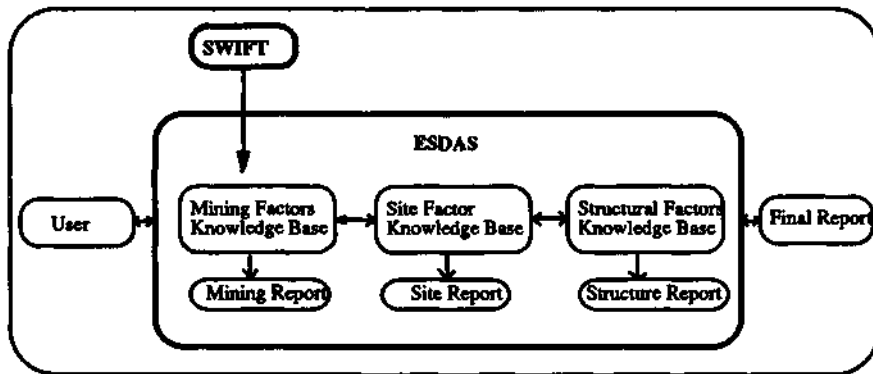 SWIFT
ESDAS
User
Mining Factors
Knowledge Base
Site Factor
Knowledge Base
Structural Factors
Knowledge Base
Final Report
Mining Report
Site Report
Structure Report